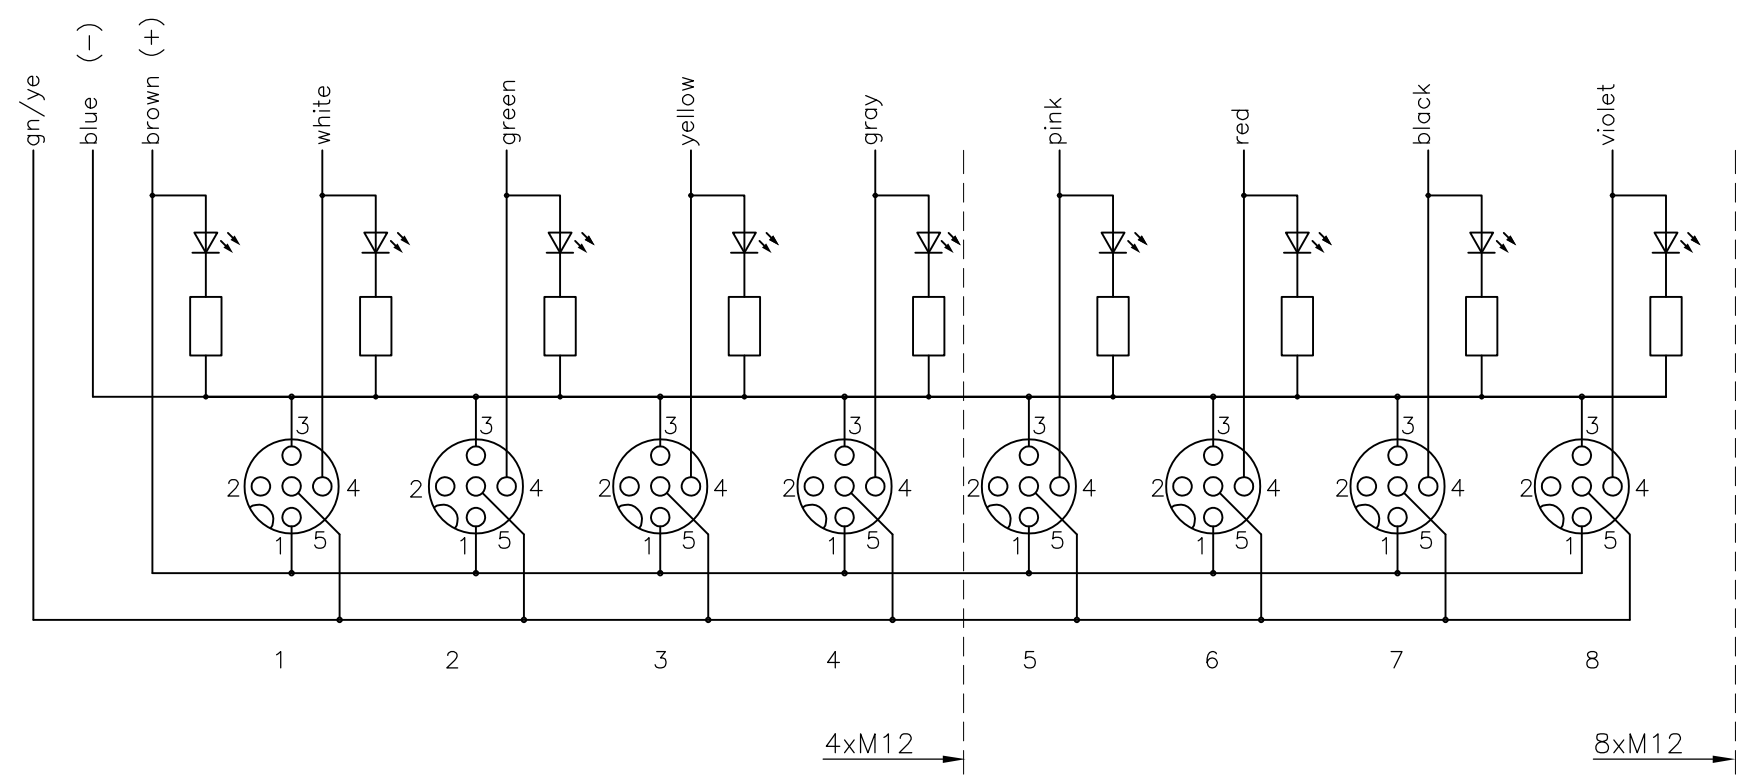 gn/ye blue (−) brown (+) white green yellow gray pink red black violet
3 3 3 3 3 3 3 3
2 4 2 4 2 4 2 4 2 4 2 4 2 4 2 4
1 5 1 5 1 5 1 5 1 5 1 5 1 5 1 5
1 2 3 4 5 6 7 8
4xM12 8xM12